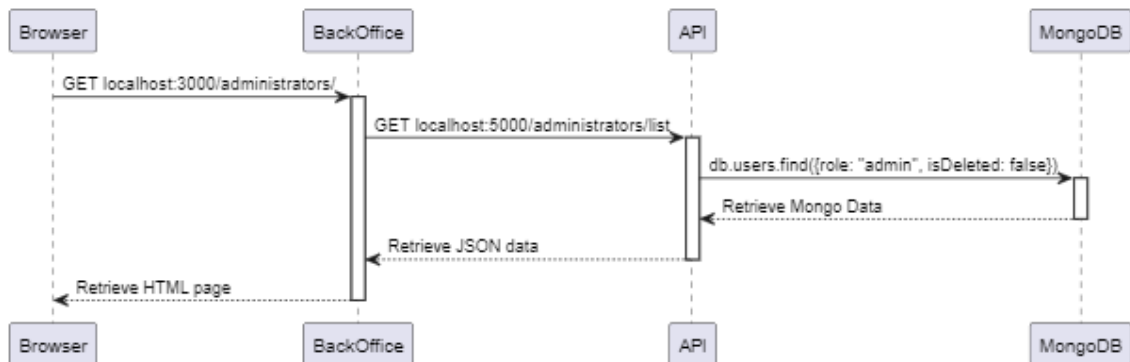 Browser
BackOffice
API
MongoDB
GET localhost:3000/administrators/
GET localhost:5000/administrators/list
db.users.find({role: "admin", isDeleted: false})
Retrieve Mongo Data
Retrieve JSON data
Retrieve HTML page
Browser
BackOffice
API
MongoDB